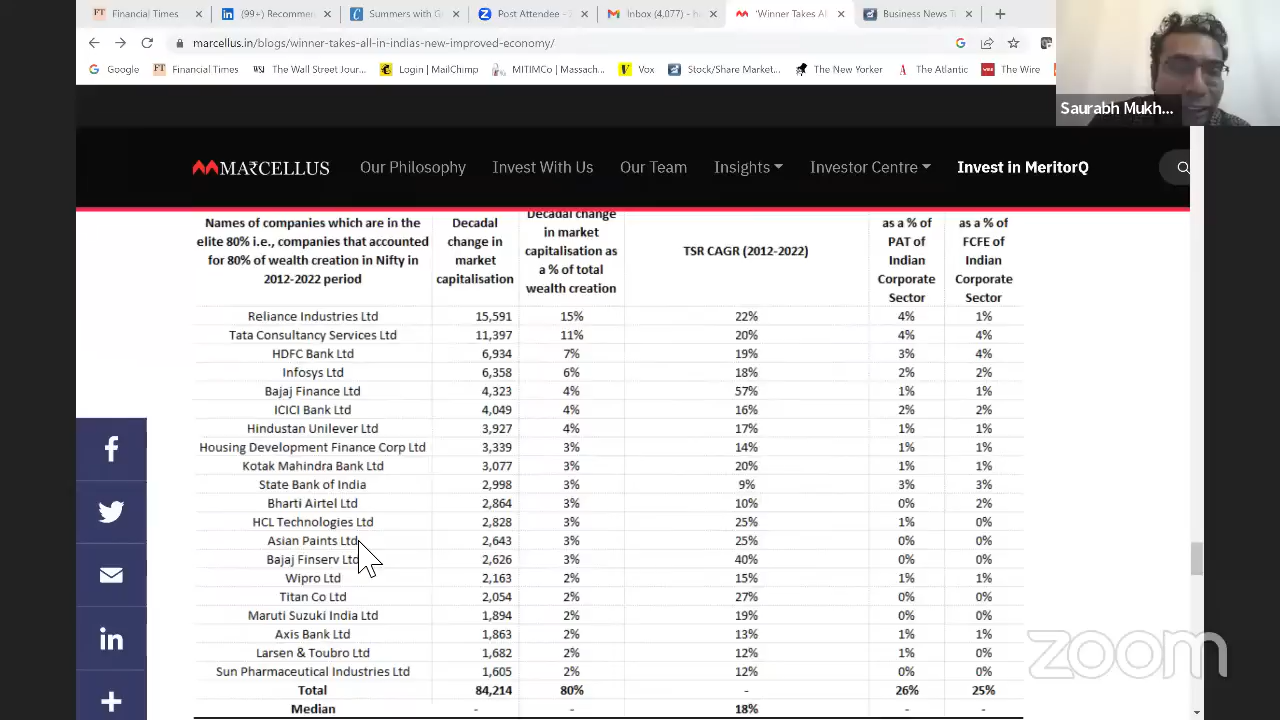 Financial Times
(99+) Recommen
Summers with G
Post Attendee - Z
Inbox (4,077) - h
'Winner Takes Al
Business News T
marcellus.in/blogs/winner-takes-all-in-indias-new-improved-economy/
Google
Financial Times
The Wall Street Jour...
Login | MailChimp
MITIMCO | Massach...
Vox
Stock/Share Market...
The New Yorker
The Atlantic
The Wire
Saurabh Mukh...
MARCELLUS
Our Philosophy
Invest With Us
Our Team
Insights
Investor Centre
Invest in MeritorQ
Names of companies which are in the elite 80% i.e., companies that accounted for 80% of wealth creation in Nifty in 2012-2022 period
Decadal change in market capitalisation
Decadal change in market capitalisation as a % of total wealth creation
TSR CAGR (2012-2022)
as a % of PAT of Indian Corporate Sector
as a % of FCFE of Indian Corporate Sector
Reliance Industries Ltd 15,591 15% 22% 4% 1%
Tata Consultancy Services Ltd 11,397 11% 20% 4% 4%
HDFC Bank Ltd 6,934 7% 19% 3% 4%
Infosys Ltd 6,358 6% 18% 2% 2%
Bajaj Finance Ltd 4,323 4% 57% 1% 1%
ICICI Bank Ltd 4,049 4% 16% 2% 2%
Hindustan Unilever Ltd 3,927 4% 17% 1% 1%
Housing Development Finance Corp Ltd 3,339 3% 14% 1% 1%
Kotak Mahindra Bank Ltd 3,077 3% 20% 1% 1%
State Bank of India 2,998 3% 9% 3% 3%
Bharti Airtel Ltd 2,864 3% 10% 0% 2%
HCL Technologies Ltd 2,828 3% 25% 1% 0%
Asian Paints Ltd 2,643 3% 25% 0% 0%
Bajaj Finserv Ltd 2,626 3% 40% 0% 0%
Wipro Ltd 2,163 2% 15% 1% 1%
Titan Co Ltd 2,054 2% 27% 0% 0%
Maruti Suzuki India Ltd 1,894 2% 19% 0% 0%
Axis Bank Ltd 1,863 2% 13% 1% 1%
Larsen & Toubro Ltd 1,682 2% 12% 1% 0%
Sun Pharmaceutical Industries Ltd 1,605 2% 12% 0% 0%
Total 84,214 80% - 26% 25%
Median - - 18% - -
zoom